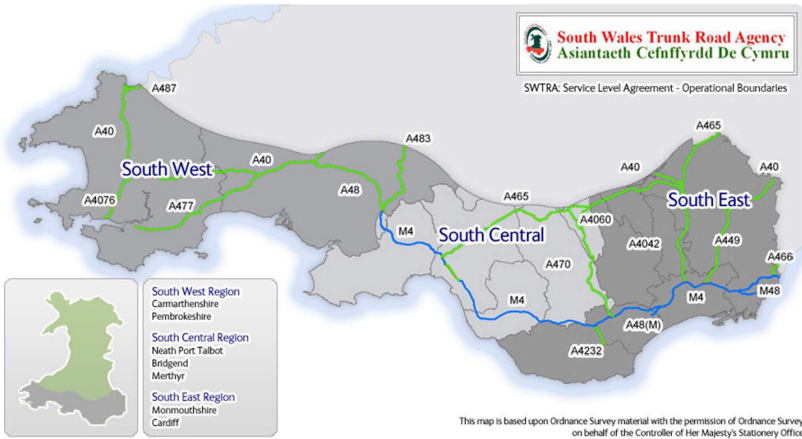 South Wales Trunk Road Agency
Asiantaeth Cefnffyrdd De Cymru
SWTRA: Service Level Agreement - Operational Boundaries
A487
A465
A483
A40
A40
A40
A40
South West
A48
A465
South East
A4076
A477
A4060
M4
South Central
A4042
A449
A470
A466
M48
M4
M4
A48(M)
A4232
South West Region
Carmarthenshire
Pembrokeshire
South Central Region
Neath Port Talbot
Bridgend
Merthyr
South East Region
Monmouthshire
Cardiff
This map is based upon Ordnance Survey material with the permission of Ordnance Survey
on behalf of the Controller of Her Majesty's Stationery Office